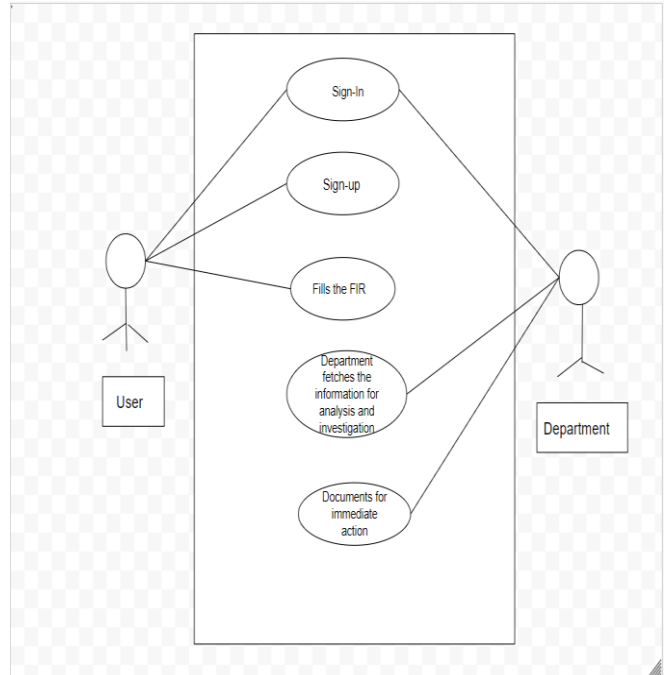 Sign-In
Sign-up
Fills the FIR
Department
fetches the
information for
analysis and
investigation.
User
Department
Documents for
immediate
action